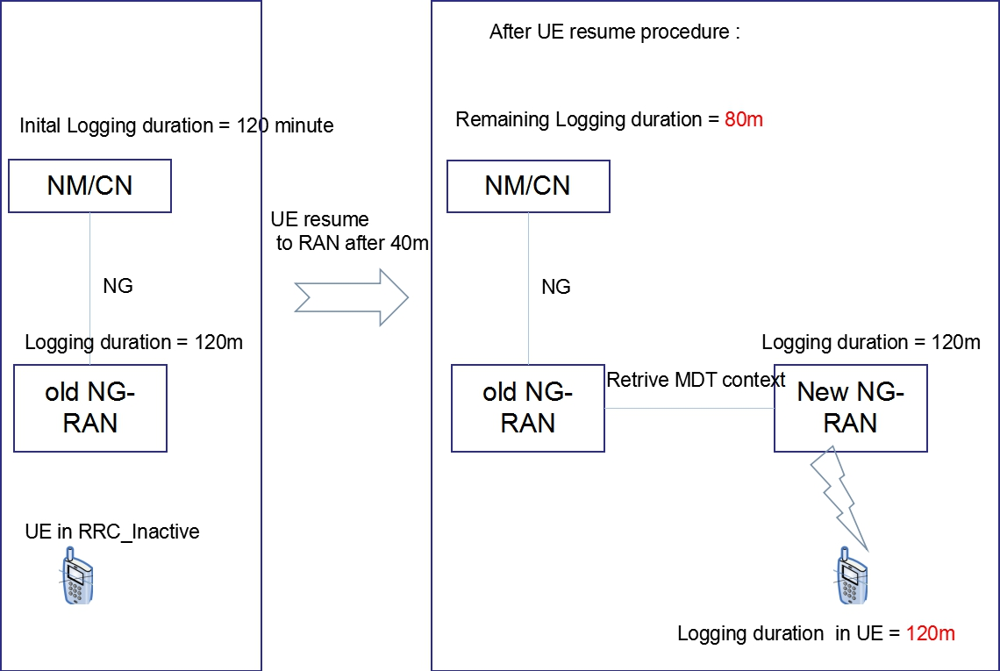 Inital Logging duration = 120 minute
NM/CN
NG
Logging duration = 120m
old NG-
RAN
UE in RRC_Inactive
UE resume
to RAN after 40m
After UE resume procedure :
Remaining Logging duration = 80m
NM/CN
NG
Logging duration = 120m
old NG-
RAN
Retrive MDT context
New NG-
RAN
Logging duration in UE = 120m